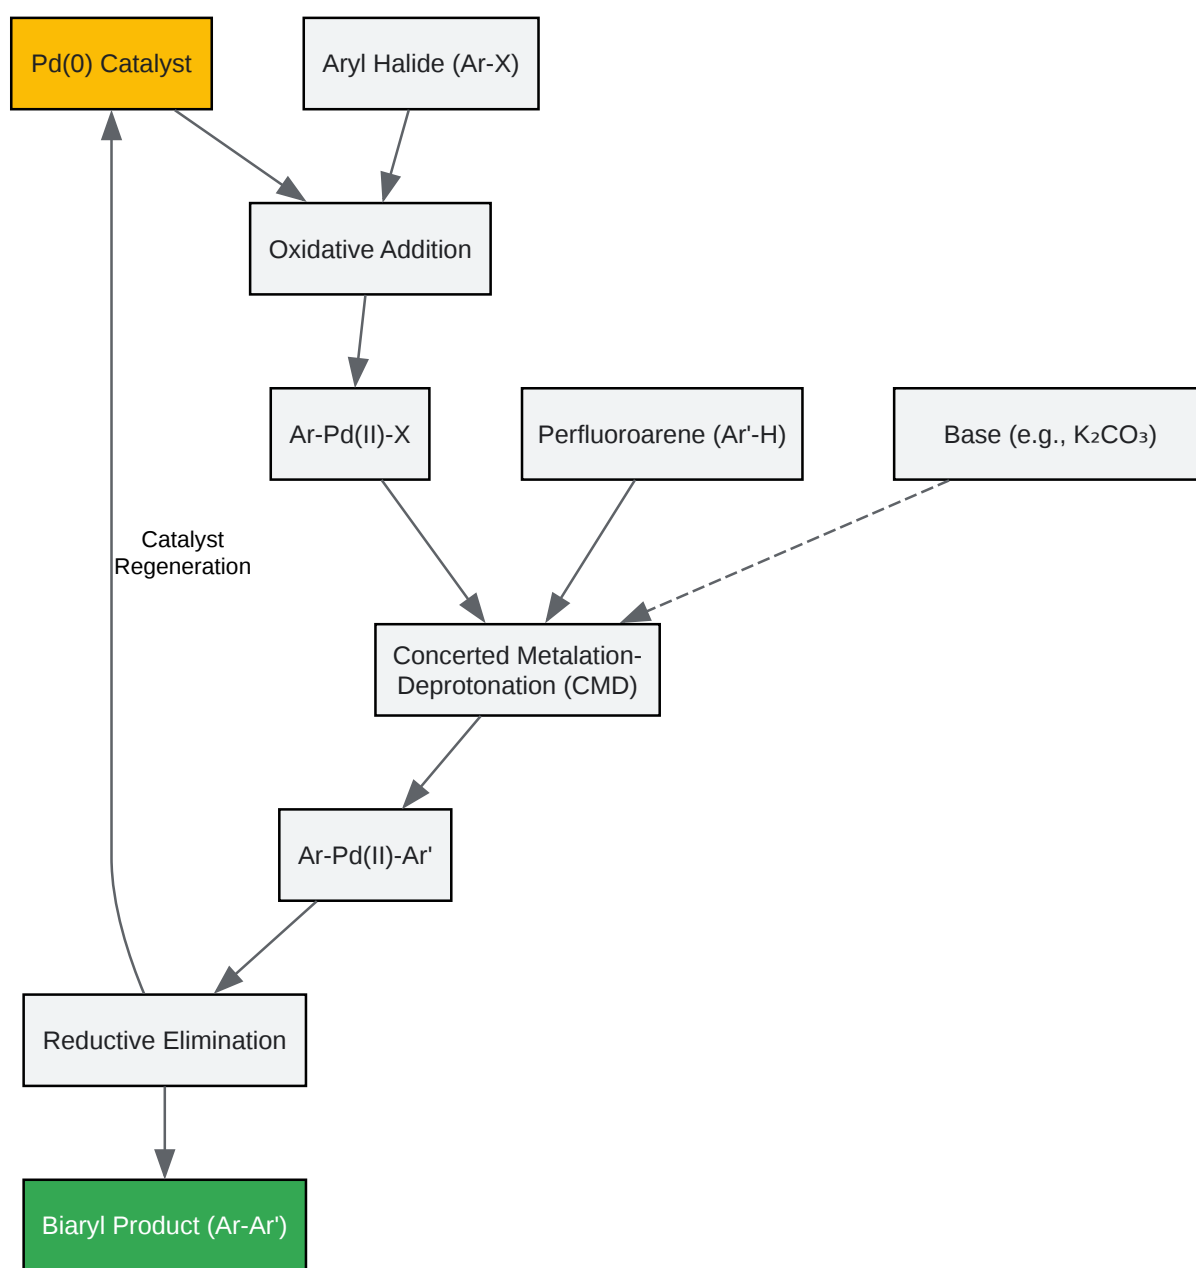 Pd(0) Catalyst
Aryl Halide (Ar-X)
Oxidative Addition
Ar-Pd(II)-X
Perfluoroarene (Ar'-H)
Base (e.g., K₂CO₃)
Catalyst
Regeneration
Concerted Metalation-
Deprotonation (CMD)
Ar-Pd(II)-Ar'
Reductive Elimination
Biaryl Product (Ar-Ar')